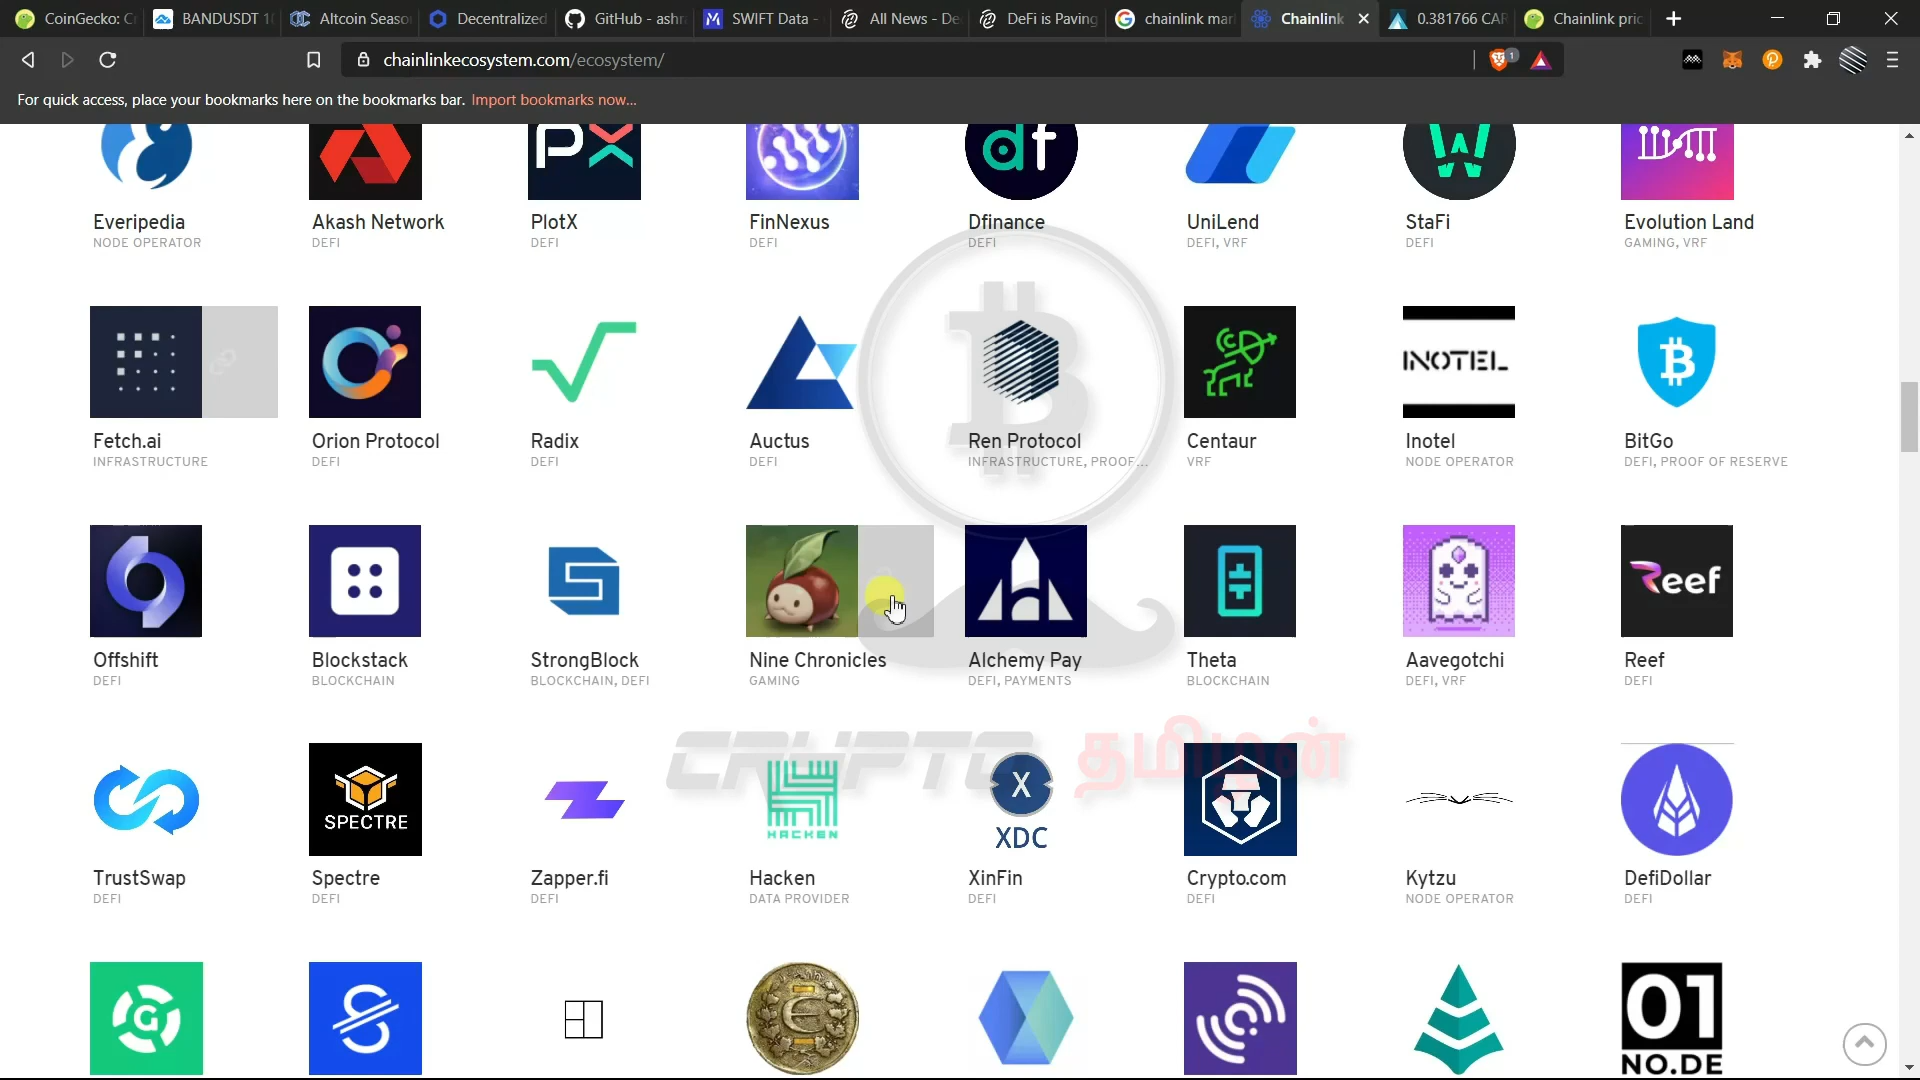 CoinGecko: C
BANDUSDT 1
Altcoin Seaso
Decentralized
GitHub - ashr
SWIFT Data -
All News - De
DeFi is Paving
chainlink mar
Chainlink
0.381766 CAR
Chainlink pric
chainlinkecosystem.com/ecosystem/
1
For quick access, place your bookmarks here on the bookmarks bar. Import bookmarks now...
PX
df
Everipedia
NODE OPERATOR
Akash Network
DEFI
PlotX
DEFI
FinNexus
DEFI
Dfinance
DEFI
UniLend
DEFI, VRF
StaFi
DEFI
Evolution Land
GAMING, VRF
INOTEL
Fetch.ai
INFRASTRUCTURE
Orion Protocol
DEFI
Radix
DEFI
Auctus
DEFI
Ren Protocol
INFRASTRUCTURE, PROOF...
Centaur
VRF
Inotel
NODE OPERATOR
BitGo
DEFI, PROOF OF RESERVE
Reef
Offshift
DEFI
Blockstack
BLOCKCHAIN
StrongBlock
BLOCKCHAIN, DEFI
Nine Chronicles
GAMING
Alchemy Pay
DEFI, PAYMENTS
Theta
BLOCKCHAIN
Aavegotchi
DEFI, VRF
Reef
DEFI
CRYPTO தமிழன்
SPECTRE
HACKEN
X
XDC
TrustSwap
DEFI
Spectre
DEFI
Zapper.fi
DEFI
Hacken
DATA PROVIDER
XinFin
DEFI
Crypto.com
DEFI
Kytzu
NODE OPERATOR
DefiDollar
DEFI
G
01
NO.DE